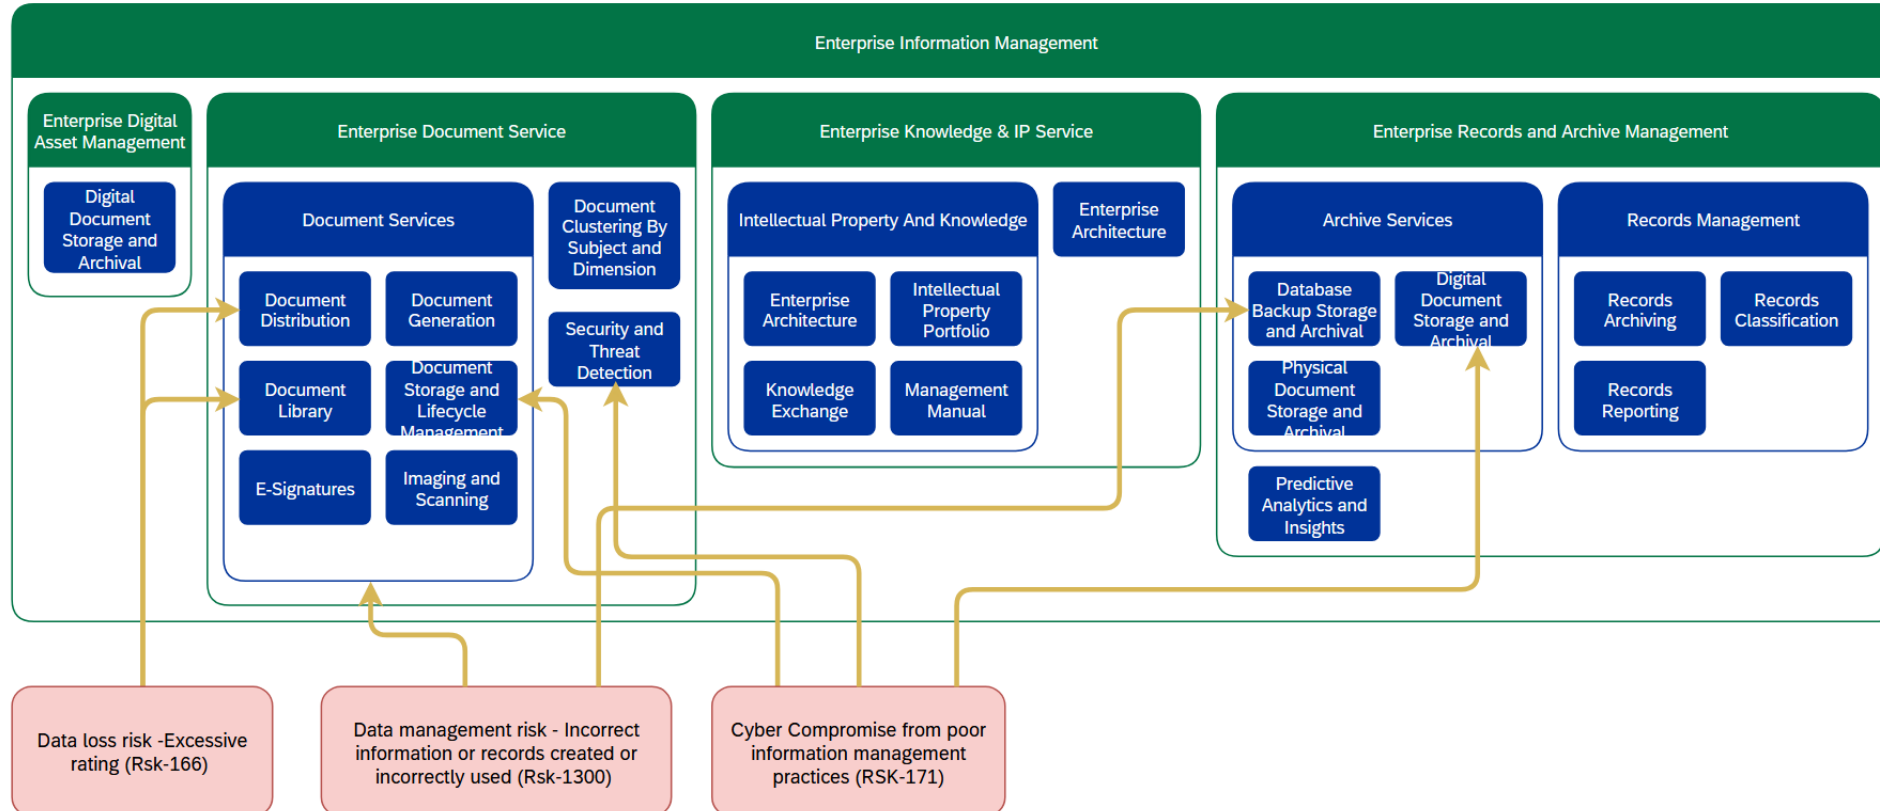 Enterprise Information Management
Enterprise Digital
Asset Management
Digital
Document
Storage and
Archival
Enterprise Document Service
Document Services
Document
Distribution
Document
Generation
Document
Library
Document
Storage and
Lifecycle
Management
E-Signatures
Imaging and
Scanning
Document
Clustering By
Subject and
Dimension
Security and
Threat
Detection
Enterprise Knowledge & IP Service
Intellectual Property And Knowledge
Enterprise
Architecture
Intellectual
Property
Portfolio
Knowledge
Exchange
Management
Manual
Enterprise
Architecture
Enterprise Records and Archive Management
Archive Services
Database
Backup Storage
and Archival
Digital
Document
Storage and
Archival
Physical
Document
Storage and
Archival
Records Management
Records
Archiving
Records
Classification
Records
Reporting
Predictive
Analytics and
Insights
Data loss risk -Excessive
rating (Rsk-166)
Data management risk - Incorrect
information or records created or
incorrectly used (Rsk-1300)
Cyber Compromise from poor
information management
practices (RSK-171)